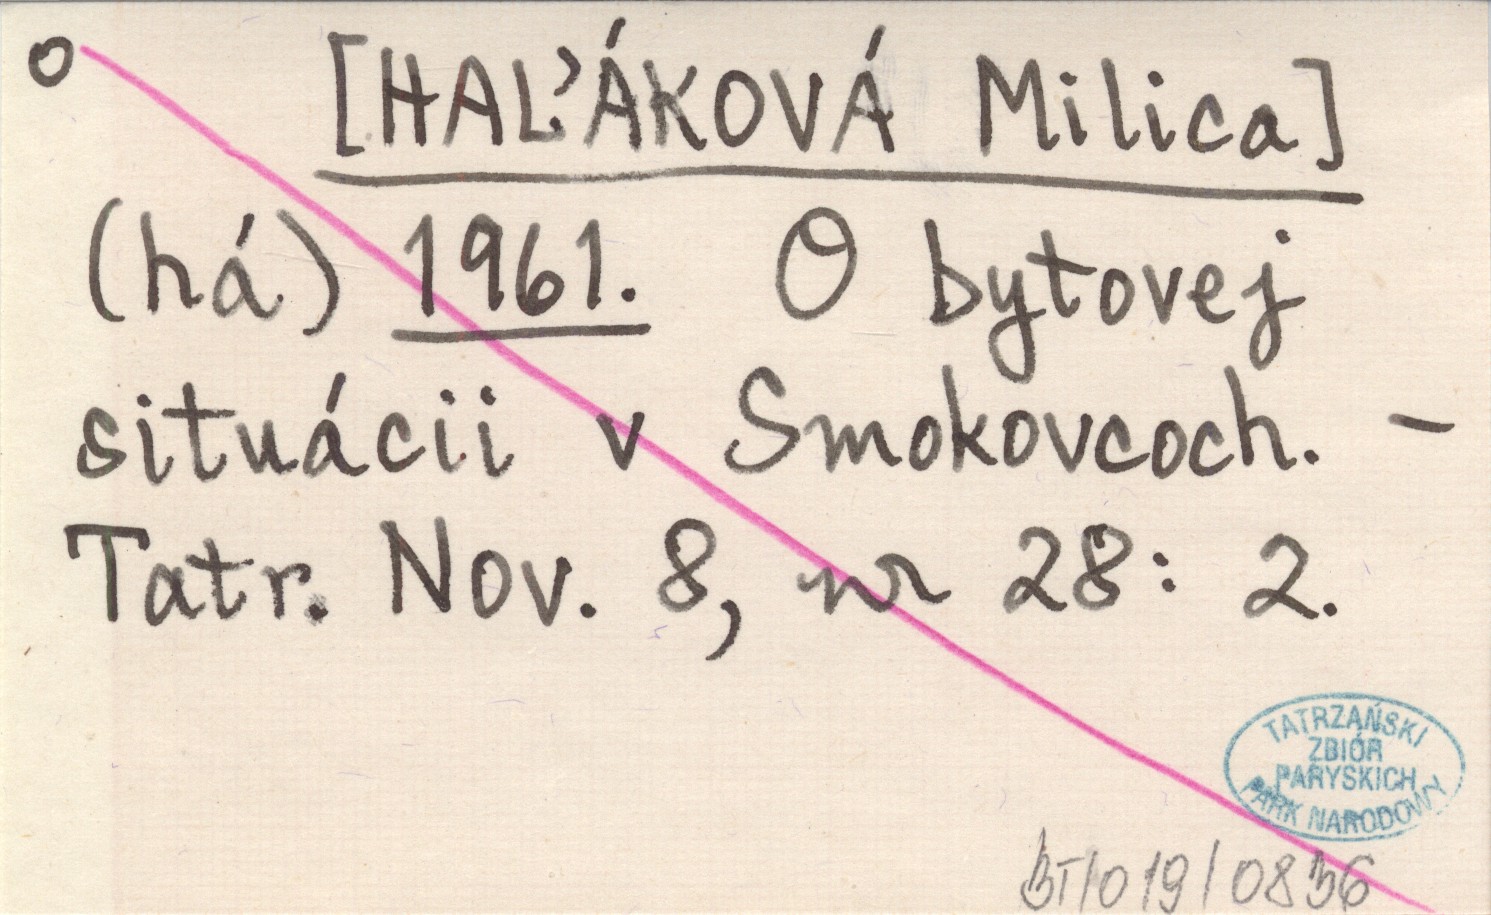 o [HAĽÁKOVÁ Milica]
(há) 1961. O bytovej
situácii v Smokovcoch. -
Tatr. Nov. 8, nr 28: 2.
TATRZAŃSKI
ZBIÓR
PARYSKICH
PARK NARODOWY
BT/019/0836